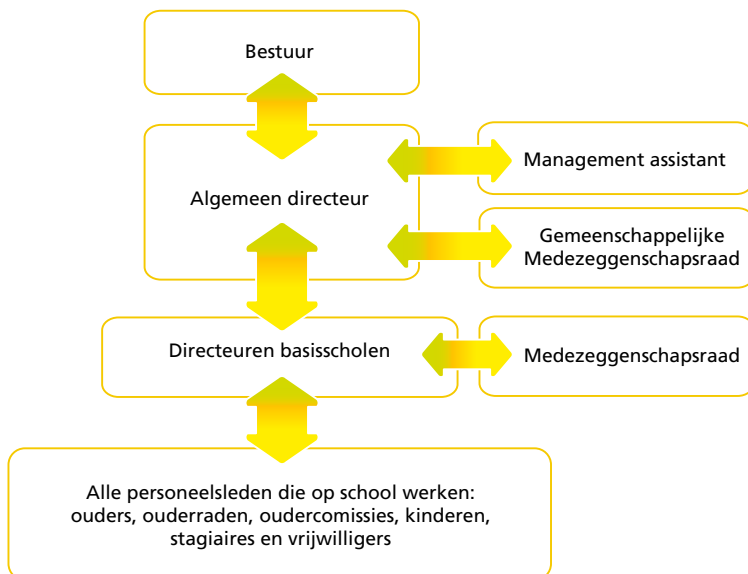 Bestuur
Algemeen directeur
Management assistant
Gemeenschappelijke
Medezeggenschapsraad
Directeuren basisscholen
Medezeggenschapsraad
Alle personeelsleden die op school werken:
ouders, ouderraden, oudercomissies, kinderen,
stagiaires en vrijwilligers